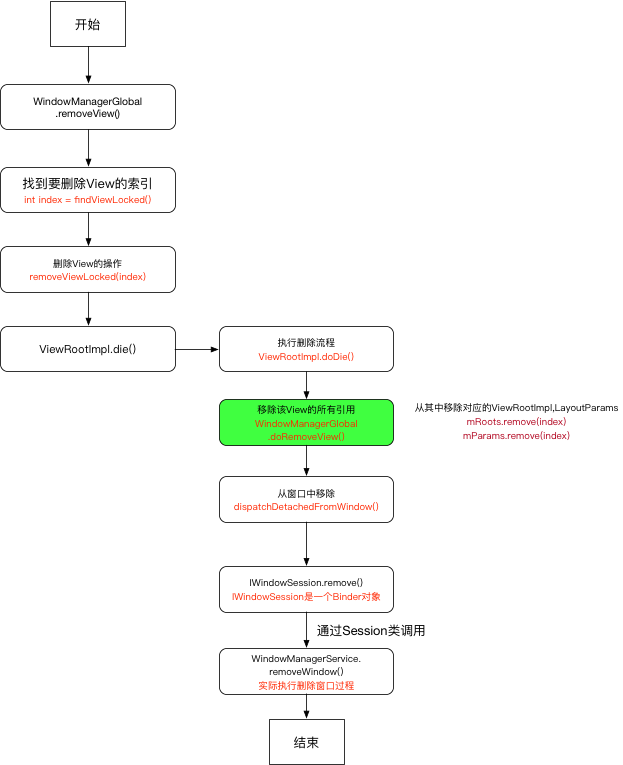 开始
WindowManagerGlobal
.removeView()
找到要删除View的索引
int index = findViewLocked()
删除View的操作
removeViewLocked(index)
ViewRootImpl.die()
执行删除流程
ViewRootImpl.doDie()
移除该View的所有引用
WindowManagerGlobal
.doRemoveView()
从其中移除对应的ViewRootImpl,LayoutParams
mRoots.remove(index)
mParams.remove(index)
从窗口中移除
dispatchDetachedFromWindow()
IWindowSession.remove()
IWindowSession是一个Binder对象
通过Session类调用
WindowManagerService.
removeWindow()
实际执行删除窗口过程
结束